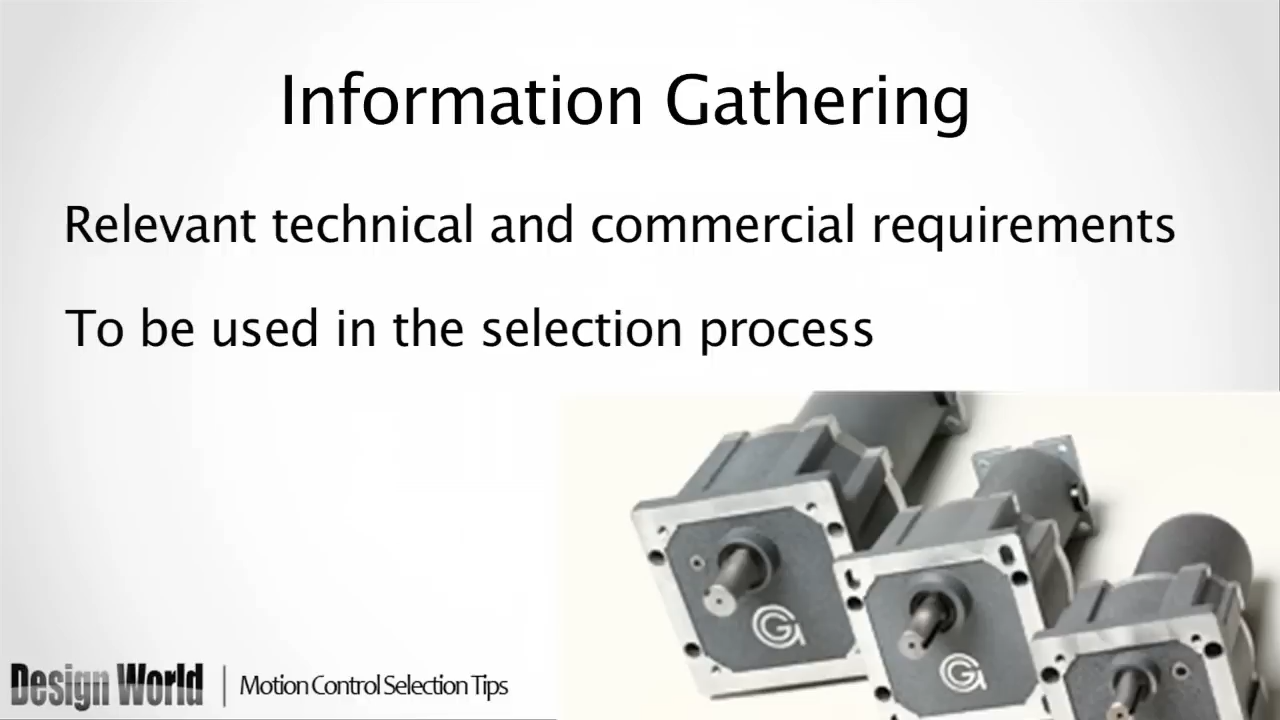 Information Gathering
Relevant technical and commercial requirements
To be used in the selection process
Design World | Motion Control Selection Tips